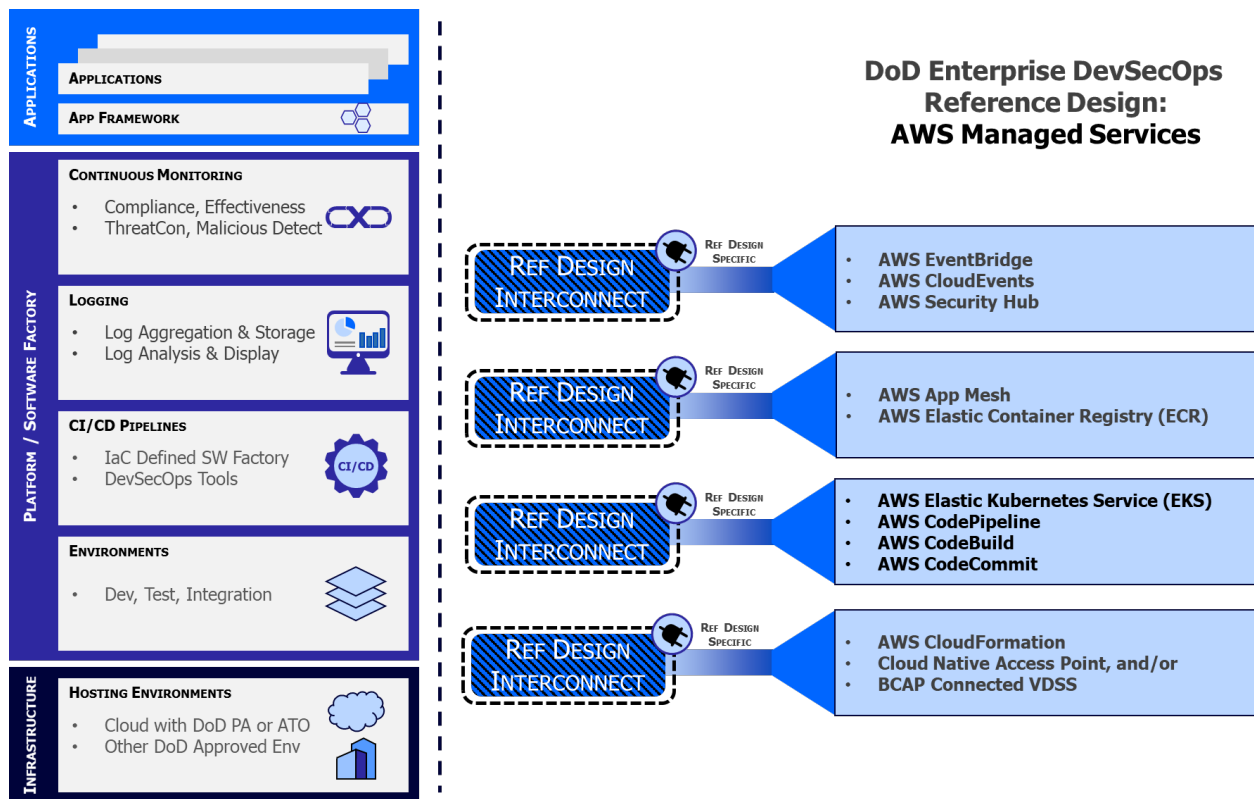 APPLICATIONS
APPLICATIONS
APP FRAMEWORK
PLATFORM / SOFTWARE FACTORY
CONTINUOUS MONITORING
• Compliance, Effectiveness
• ThreatCon, Malicious Detect
LOGGING
• Log Aggregation & Storage
• Log Analysis & Display
CI/CD PIPELINES
• IaC Defined SW Factory
• DevSecOps Tools
CI/CD
ENVIRONMENTS
• Dev, Test, Integration
INFRASTRUCTURE
HOSTING ENVIRONMENTS
• Cloud with DoD PA or ATO
• Other DoD Approved Env
DoD Enterprise DevSecOps
Reference Design:
AWS Managed Services
REF DESIGN
INTERCONNECT
REF DESIGN
SPECIFIC
• AWS EventBridge
• AWS CloudEvents
• AWS Security Hub
REF DESIGN
INTERCONNECT
REF DESIGN
SPECIFIC
• AWS App Mesh
• AWS Elastic Container Registry (ECR)
REF DESIGN
INTERCONNECT
REF DESIGN
SPECIFIC
• AWS Elastic Kubernetes Service (EKS)
• AWS CodePipeline
• AWS CodeBuild
• AWS CodeCommit
REF DESIGN
INTERCONNECT
REF DESIGN
SPECIFIC
• AWS CloudFormation
• Cloud Native Access Point, and/or
• BCAP Connected VDSS